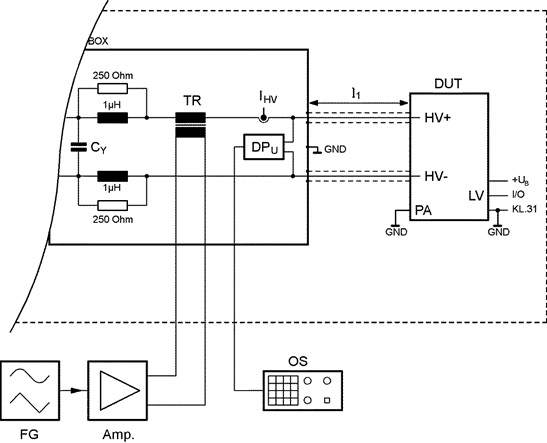 BOX
250 Ohm
1µH
TR
I_HV
l₁
DUT
HV+
C_Y
DP_U
GND
HV-
1µH
250 Ohm
+U_B
LV
I/O
PA
KL.31
GND
GND
OS
FG
Amp.